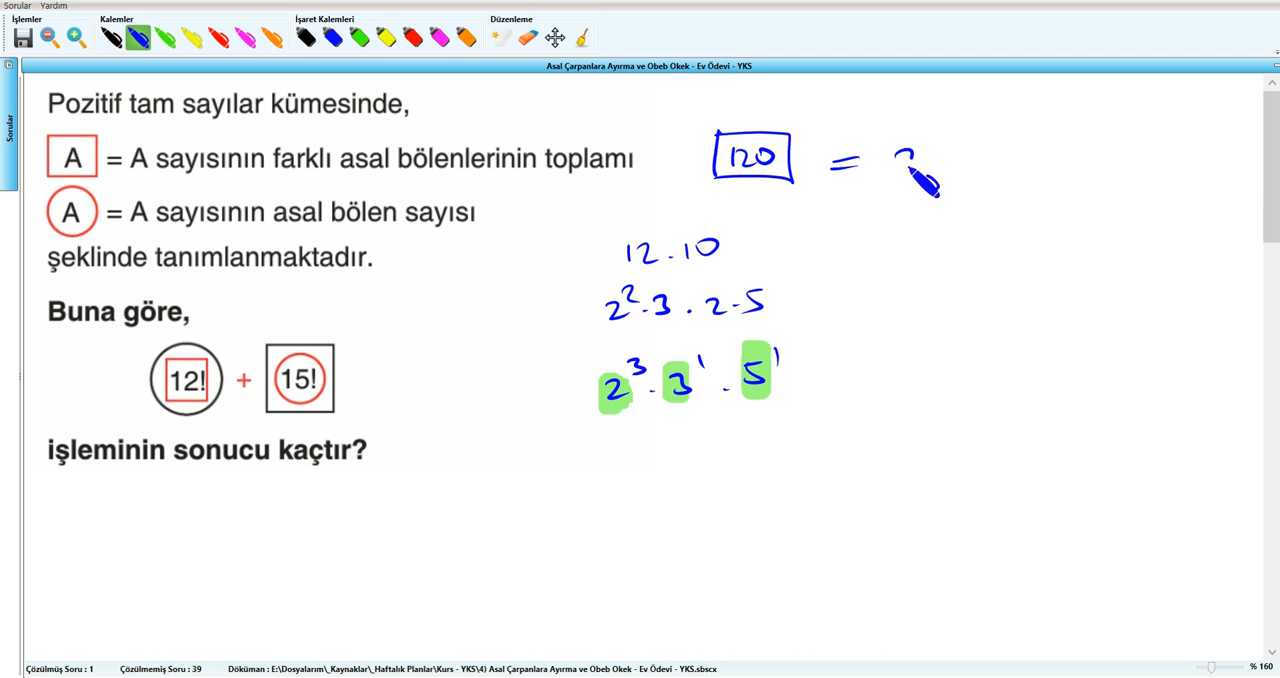 Sorular Yardım
İşlemler Kalemler İşaret Kalemleri Düzenleme
Asal Çarpanlara Ayırma ve Obeb Okek - Ev Ödevi - YKS
Sorular
Pozitif tam sayılar kümesinde,
A = A sayısının farklı asal bölenlerinin toplamı
A = A sayısının asal bölen sayısı
şeklinde tanımlanmaktadır.
Buna göre,
12! + 15!
işleminin sonucu kaçtır?
120 = ?
12 . 10
2² . 3 . 2 . 5
2³ . 3¹ . 5¹
Çözülmüş Soru : 1 Çözülmemiş Soru : 39 Döküman : E:\Dosyalarım\_Kaynaklar\_Haftalık Planlar\Kurs - YKS\4) Asal Çarpanlara Ayırma ve Obeb Okek - Ev Ödevi - YKS.sbscx % 160